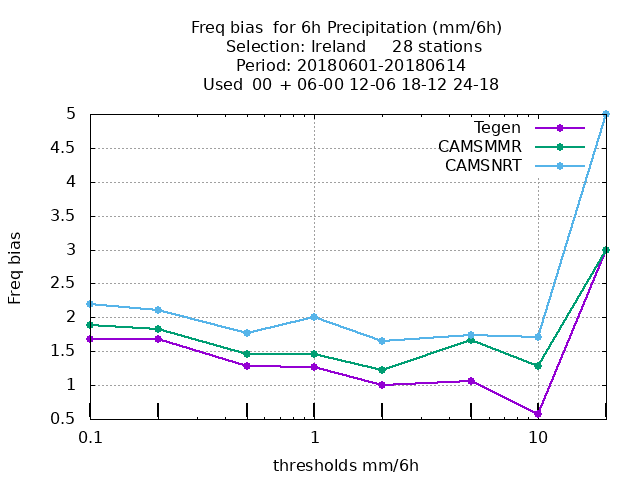 Freq bias  for 6h Precipitation (mm/6h)
Selection: Ireland     28 stations
Period: 20180601-20180614
Used  00  + 06-00 12-06 18-12 24-18
5
4.5
4
3.5
3
2.5
2
1.5
1
0.5
Freq bias
Tegen
CAMSMMR
CAMSNRT
0.1
1
10
thresholds mm/6h